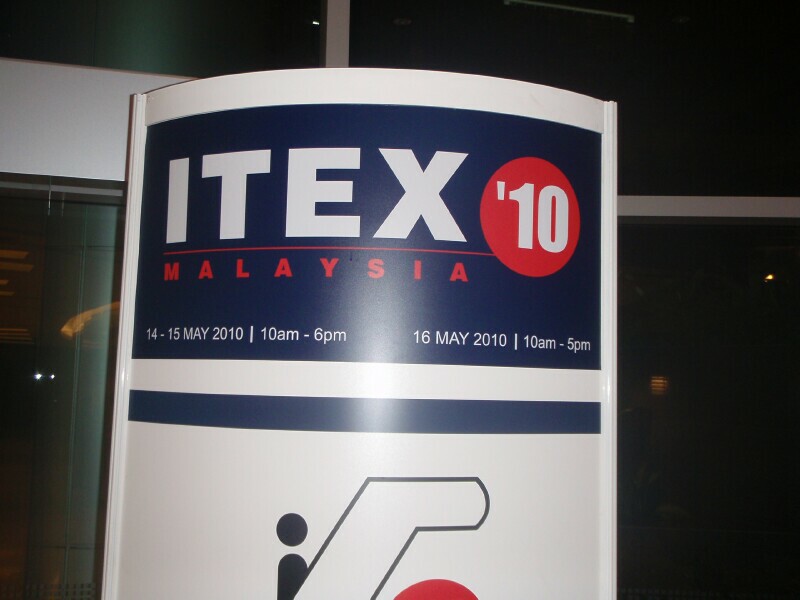 ITEX '10
MALAYSIA
14 - 15 MAY 2010 | 10am - 6pm
16 MAY 2010 | 10am - 5pm